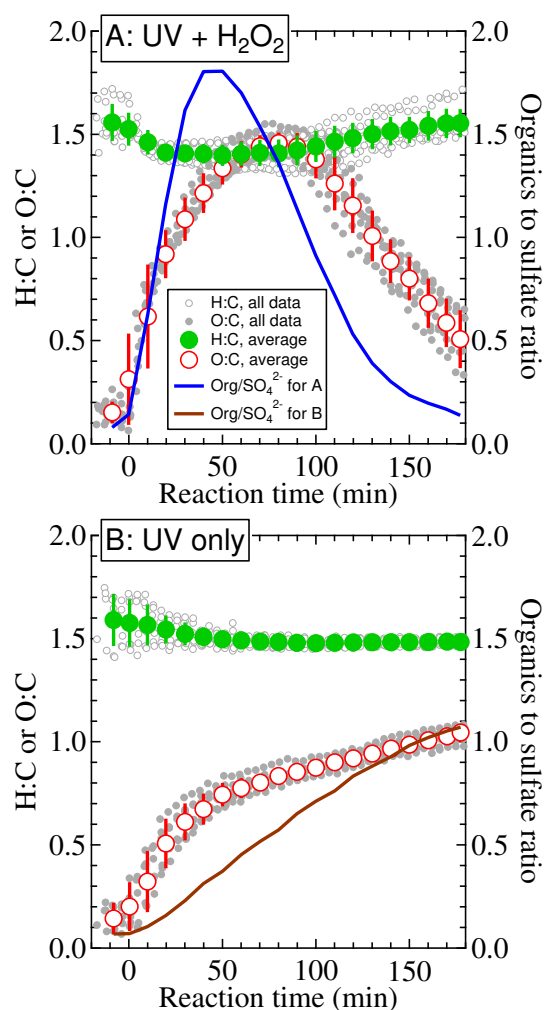 A: UV + H₂O₂
2.0
1.5
1.0
0.5
0.0
H:C or O:C
2.0
1.5
1.0
0.5
0.0
Organics to sulfate ratio
H:C, all data
O:C, all data
H:C, average
O:C, average
Org/SO₄²⁻ for A
Org/SO₄²⁻ for B
0 50 100 150
Reaction time (min)
B: UV only
2.0
1.5
1.0
0.5
0.0
H:C or O:C
2.0
1.5
1.0
0.5
0.0
Organics to sulfate ratio
0 50 100 150
Reaction time (min)